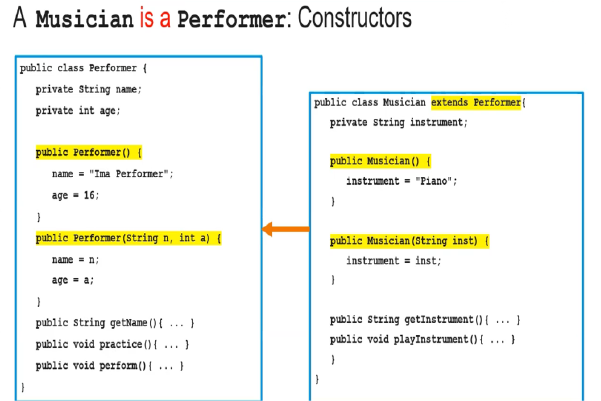 A Musician is a Performer: Constructors
public class Performer {
private String name;
private int age;
public Performer() {
name = "Ima Performer";
age = 16;
}
public Performer(String n, int a) {
name = n;
age = a;
}
public String getName(){ ... }
public void practice(){ ... }
public void perform(){ ... }
}
public class Musician extends Performer{
private String instrument;
public Musician() {
instrument = "Piano";
}
public Musician(String inst) {
instrument = inst;
}
public String getInstrument(){ ... }
public void playInstrument(){ ... }
}
}